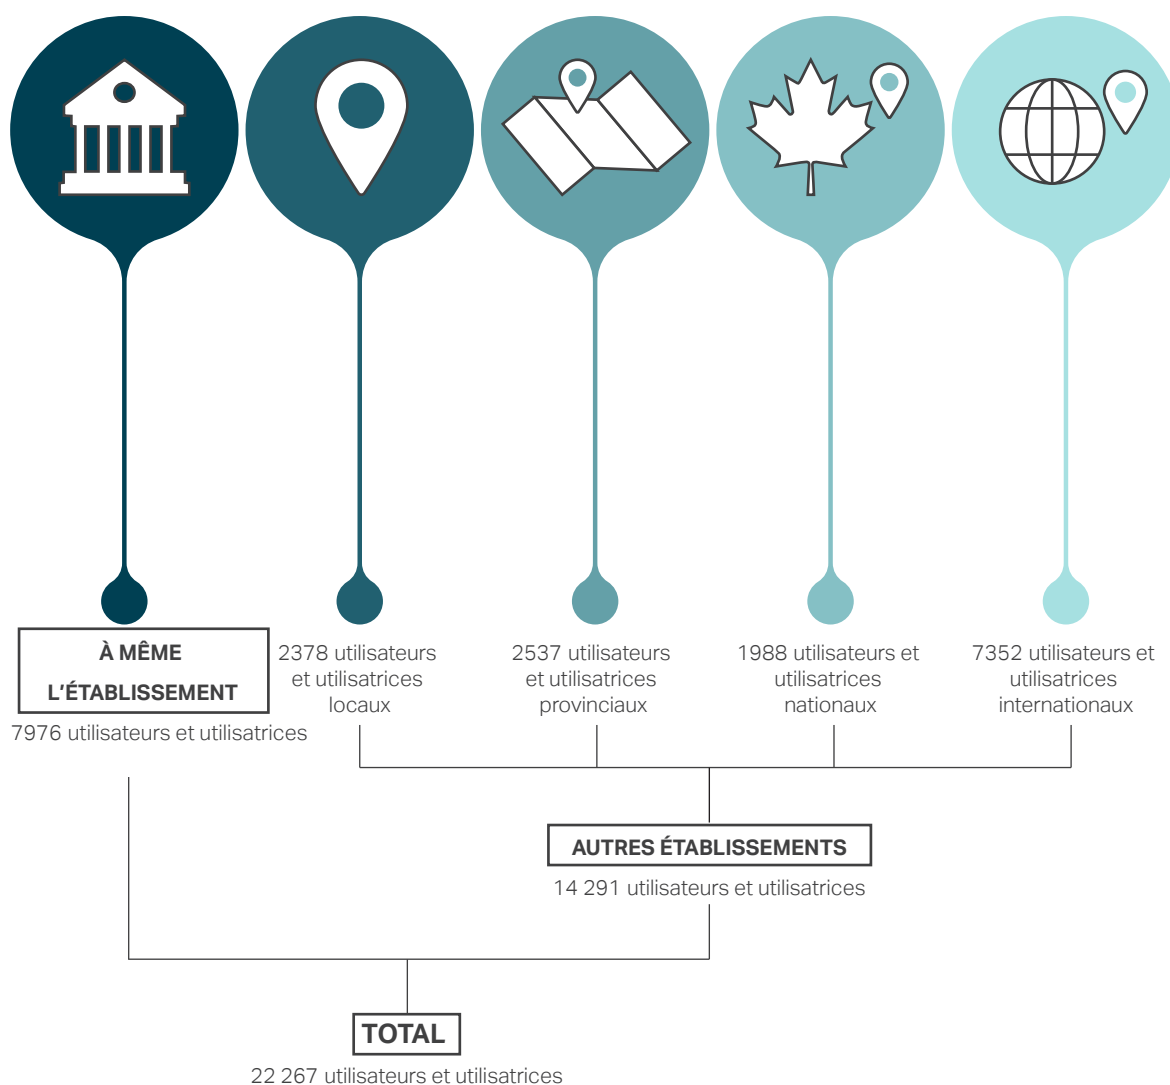 À MÊME
L'ÉTABLISSEMENT
7976 utilisateurs et utilisatrices
2378 utilisateurs
et utilisatrices
locaux
2537 utilisateurs
et utilisatrices
provinciaux
1988 utilisateurs et
utilisatrices
nationaux
7352 utilisateurs et
utilisatrices
internationaux
AUTRES ÉTABLISSEMENTS
14 291 utilisateurs et utilisatrices
TOTAL
22 267 utilisateurs et utilisatrices